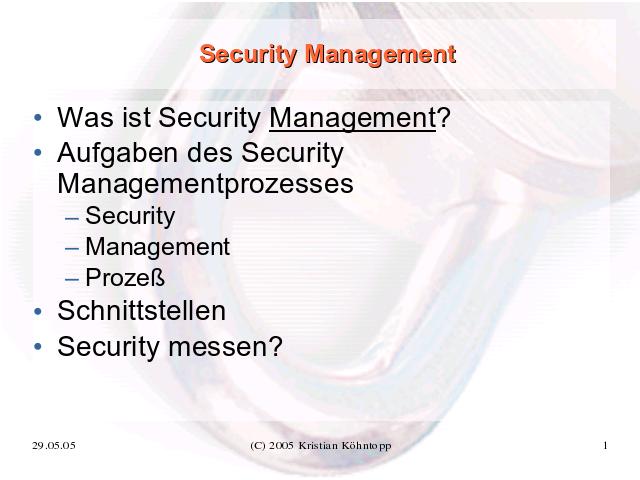 Security Management
• Was ist Security Management?
• Aufgaben des Security
Managementprozesses
– Security
– Management
– Prozeß
• Schnittstellen
• Security messen?
29.05.05
(C) 2005 Kristian Köhntopp
1